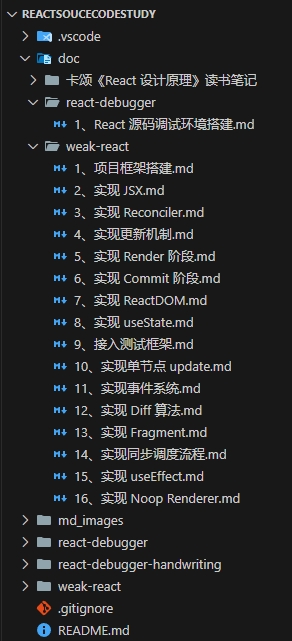 REACTSOUCECODESTUDY
.vscode
doc
卡颂《React 设计原理》读书笔记
react-debugger
1、React 源码调试环境搭建.md
weak-react
1、项目框架搭建.md
2、实现 JSX.md
3、实现 Reconciler.md
4、实现更新机制.md
5、实现 Render 阶段.md
6、实现 Commit 阶段.md
7、实现 ReactDOM.md
8、实现 useState.md
9、接入测试框架.md
10、实现单节点 update.md
11、实现事件系统.md
12、实现 Diff 算法.md
13、实现 Fragment.md
14、实现同步调度流程.md
15、实现 useEffect.md
16、实现 Noop Renderer.md
md_images
react-debugger
react-debugger-handwriting
weak-react
.gitignore
README.md